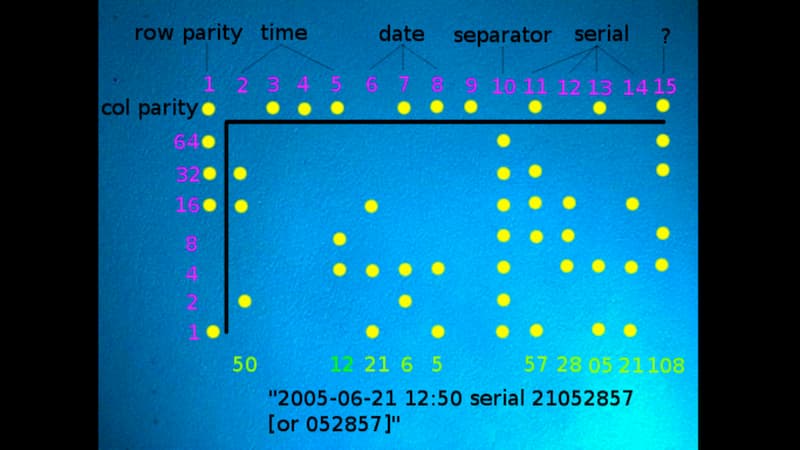 row parity time date separator serial ?
1 2 3 4 5 6 7 8 9 10 11 12 13 14 15
col parity
64
32
16
8
4
2
1
50 12 21 6 5 57 28 05 21 108
"2005-06-21 12:50 serial 21052857
[or 052857]"